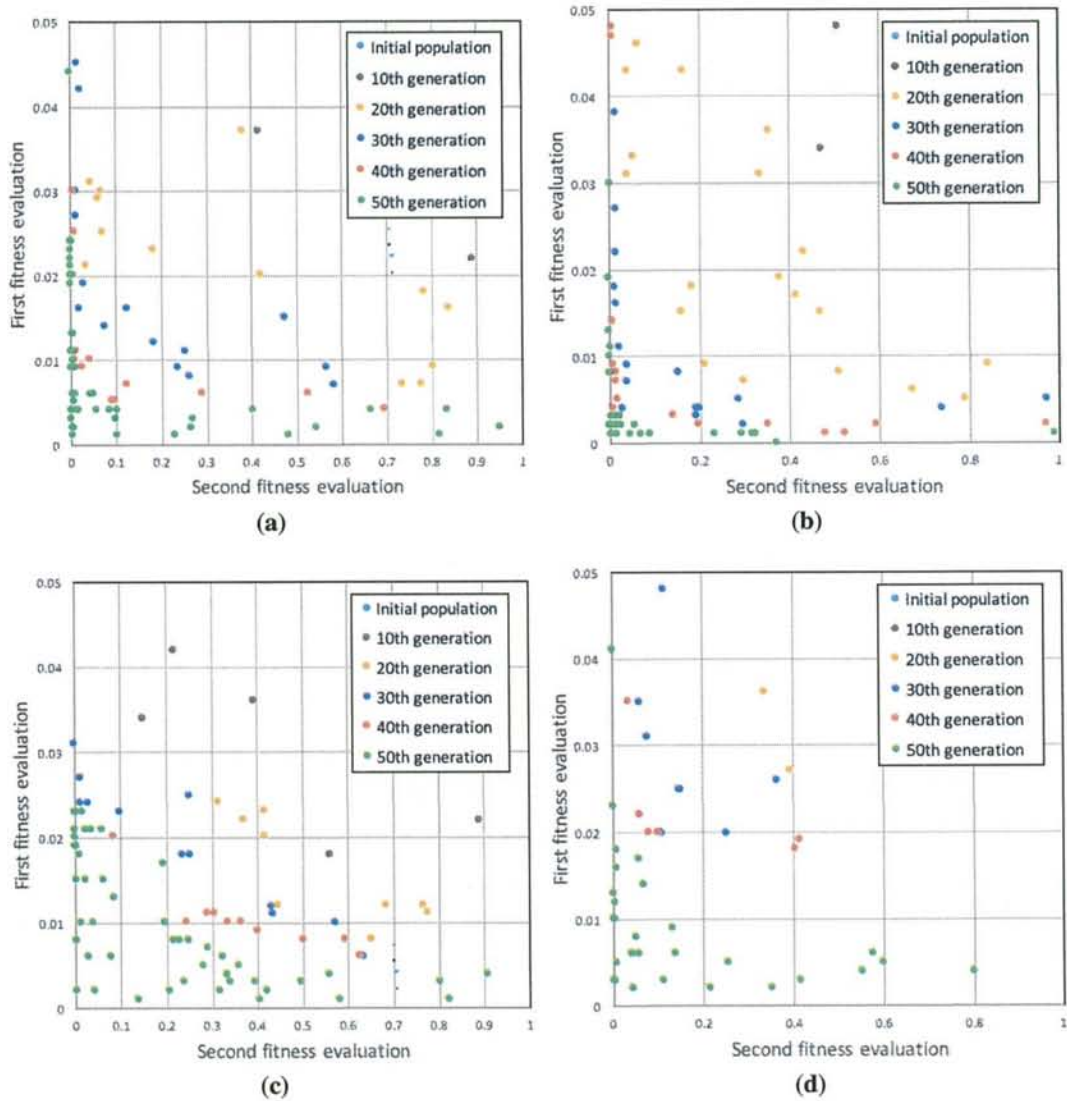 0.05
0.04
0.03
0.02
0.01
0
First fitness evaluation
Initial population
10th generation
20th generation
30th generation
40th generation
50th generation
0 0.1 0.2 0.3 0.4 0.5 0.6 0.7 0.8 0.9 1
Second fitness evaluation
(a)
0.05
0.04
0.03
0.02
0.01
0
First fitness evaluation
Initial population
10th generation
20th generation
30th generation
40th generation
50th generation
0 0.2 0.4 0.6 0.8 1
Second fitness evaluation
(b)
0.05
0.04
0.03
0.02
0.01
0
First fitness evaluation
Initial population
10th generation
20th generation
30th generation
40th generation
50th generation
0 0.1 0.2 0.3 0.4 0.5 0.6 0.7 0.8 0.9 1
Second fitness evaluation
(c)
0.05
0.04
0.03
0.02
0.01
0
First fitness evaluation
Initial population
10th generation
20th generation
30th generation
40th generation
50th generation
0 0.2 0.4 0.6 0.8 1
Second fitness evaluation
(d)